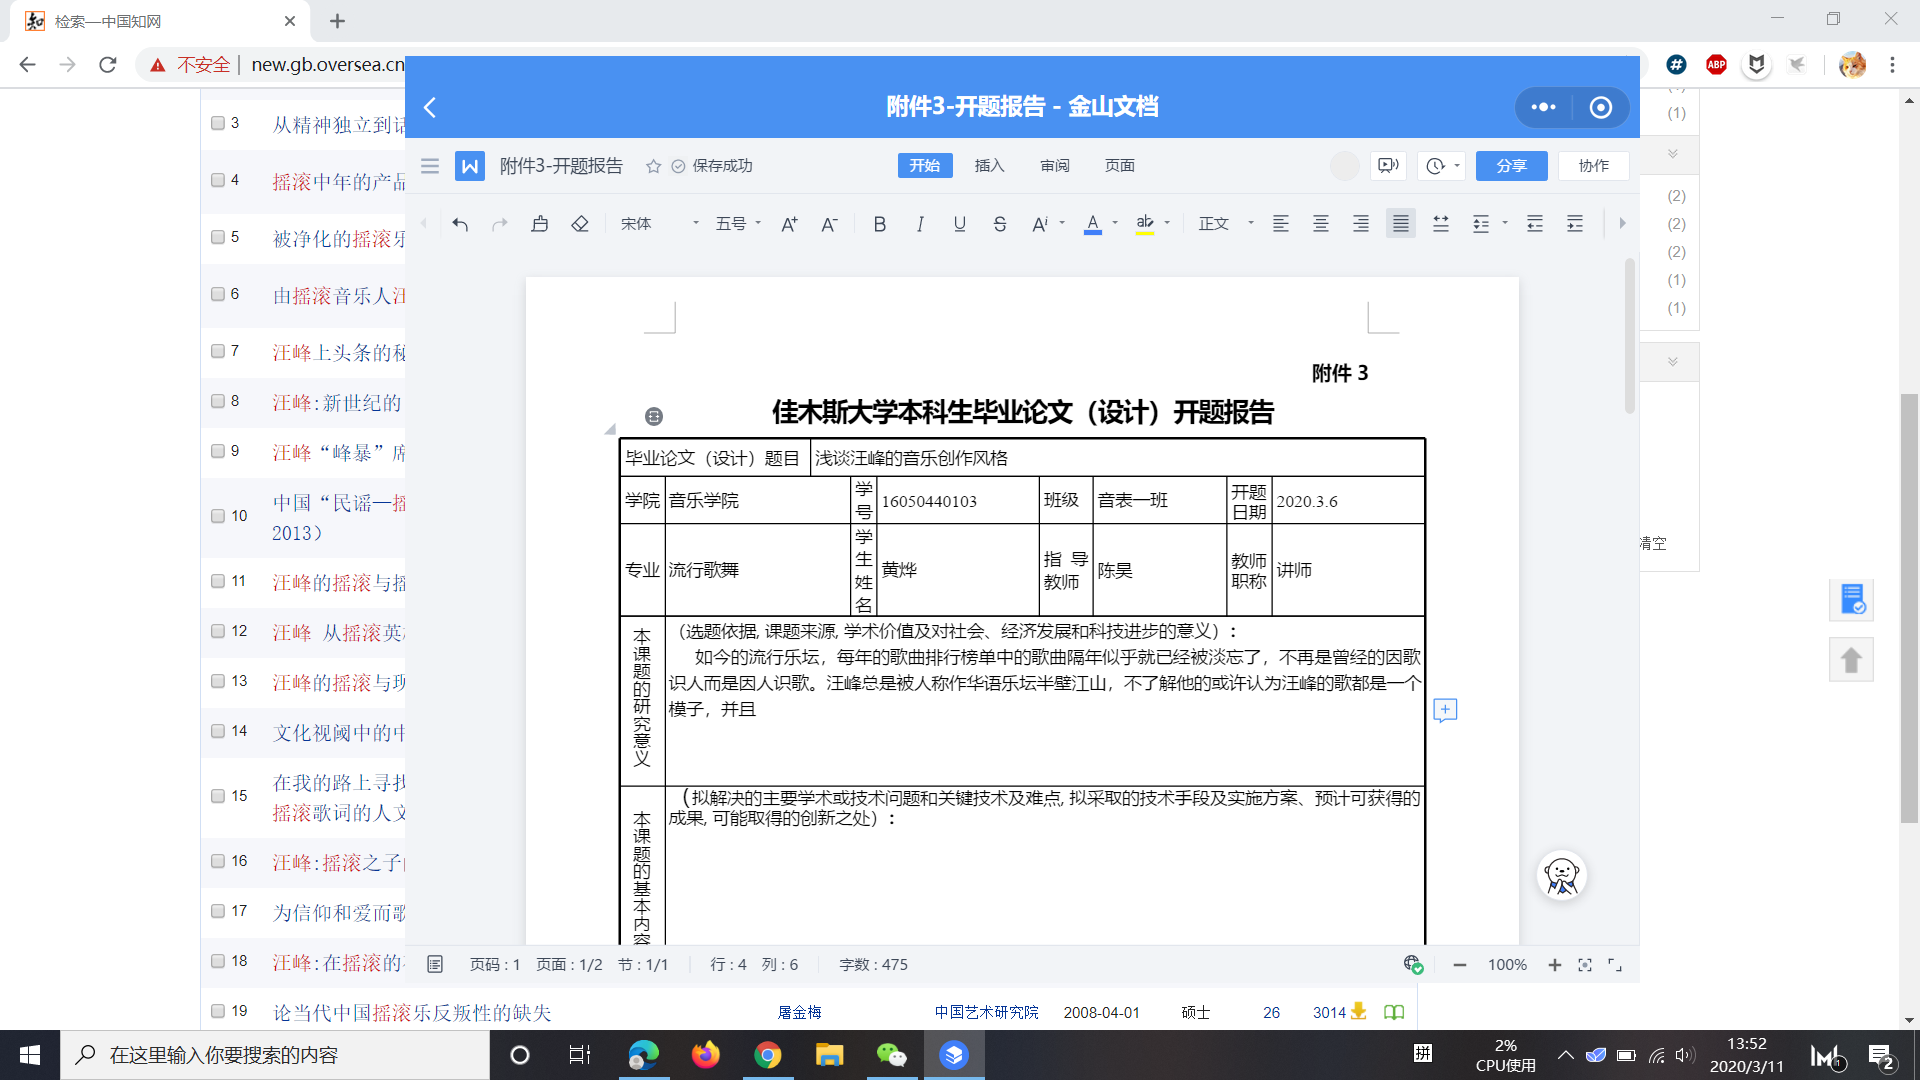 检索—中国知网
不安全 | new.gb.oversea.cn
附件3-开题报告 - 金山文档
附件3-开题报告 保存成功 开始 插入 审阅 页面 分享 协作
宋体 五号 正文
3 从精神独立到
4 摇滚中年的产品
5 被净化的摇滚乐
6 由摇滚音乐人汪
7 汪峰上头条的秘
8 汪峰:新世纪的
9 汪峰“峰暴”席
10 中国“民谣—摇
2013）
11 汪峰的摇滚与摇
12 汪峰 从摇滚英
13 汪峰的摇滚与现
14 文化视阈中的中
15 在我的路上寻找
摇滚歌词的人文
16 汪峰:摇滚之子
17 为信仰和爱而歌
18 汪峰:在摇滚的
19 论当代中国摇滚乐反叛性的缺失 屠金梅 中国艺术研究院 2008-04-01 硕士 26 3014
附件 3
佳木斯大学本科生毕业论文（设计）开题报告
毕业论文（设计）题目 浅谈汪峰的音乐创作风格
学院 音乐学院 学号 16050440103 班级 音表一班 开题日期 2020.3.6
专业 流行歌舞 学生姓名 黄烨 指导教师 陈昊 教师职称 讲师
本课题的研究意义
（选题依据, 课题来源, 学术价值及对社会、经济发展和科技进步的意义）：
如今的流行乐坛，每年的歌曲排行榜单中的歌曲隔年似乎就已经被淡忘了，不再是曾经的因歌
识人而是因人识歌。汪峰总是被人称作华语乐坛半壁江山，不了解他的或许认为汪峰的歌都是一个
模子，并且
本课题的基本内容
（拟解决的主要学术或技术问题和关键技术及难点, 拟采取的技术手段及实施方案、预计可获得的
成果, 可能取得的创新之处）：
页码 : 1 页面 : 1/2 节 : 1/1 行 : 4 列 : 6 字数 : 475 100%
(1)
(2)
(2)
(2)
(1)
(1)
清空
在这里输入你要搜索的内容
拼
2%
CPU使用
13:52
2020/3/11
2